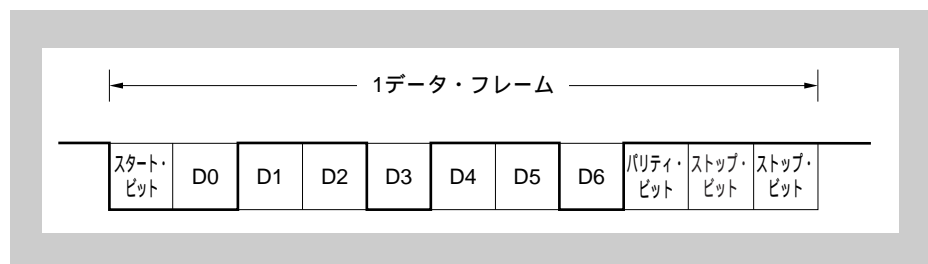 1データ・フレーム
スタート・
ビット
D0
D1
D2
D3
D4
D5
D6
パリティ・
ビット
ストップ・
ビット
ストップ・
ビット